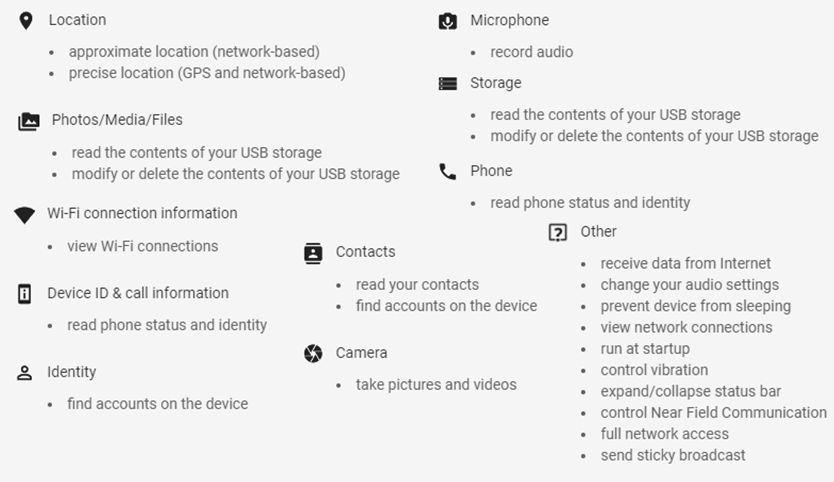 Location
approximate location (network-based)
precise location (GPS and network-based)
Photos/Media/Files
read the contents of your USB storage
modify or delete the contents of your USB storage
Wi-Fi connection information
view Wi-Fi connections
Device ID & call information
read phone status and identity
Identity
find accounts on the device
Contacts
read your contacts
find accounts on the device
Camera
take pictures and videos
Microphone
record audio
Storage
read the contents of your USB storage
modify or delete the contents of your USB storage
Phone
read phone status and identity
Other
receive data from Internet
change your audio settings
prevent device from sleeping
view network connections
run at startup
control vibration
expand/collapse status bar
control Near Field Communication
full network access
send sticky broadcast